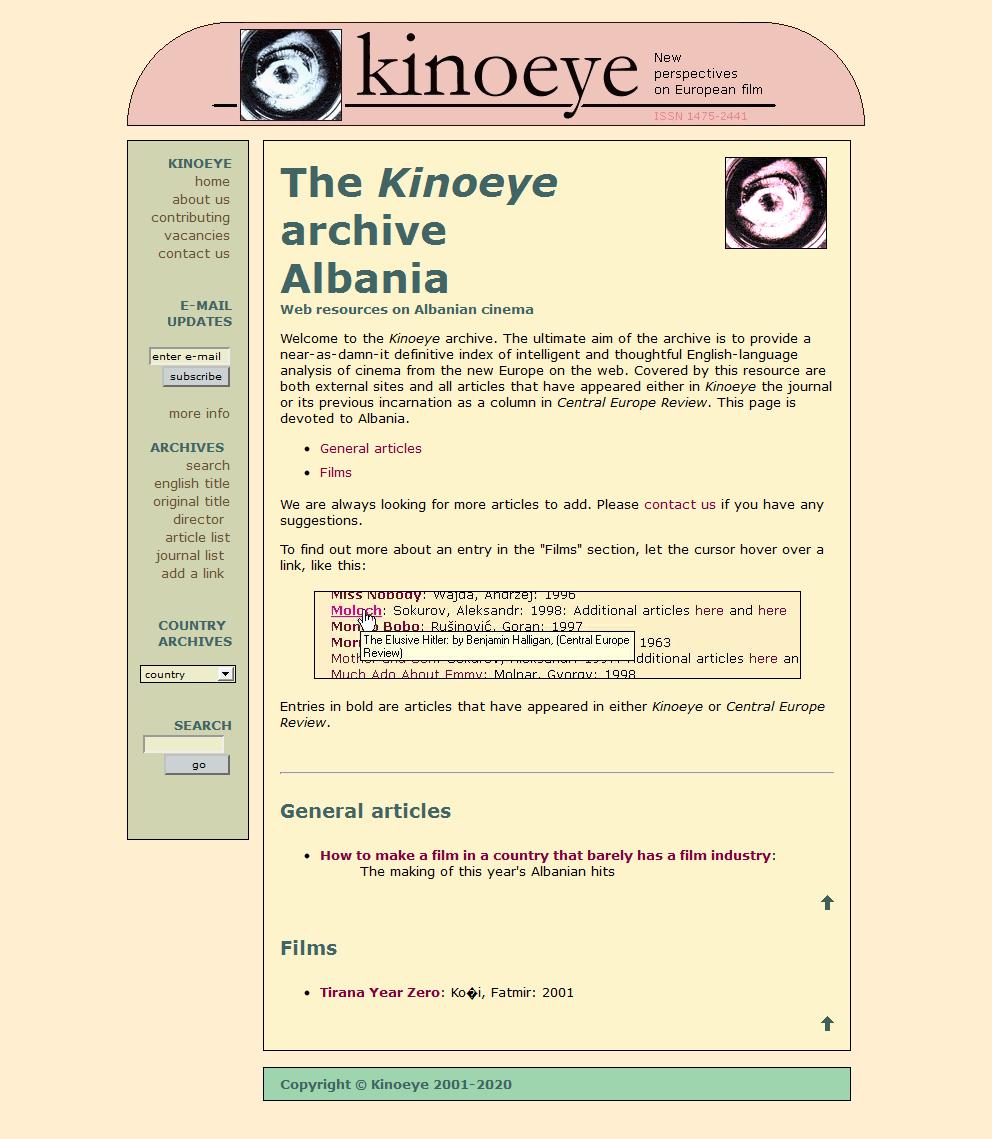 kinoeye
New
perspectives
on European film
ISSN 1475-2441
KINOEYE
home
about us
contributing
vacancies
contact us
E-MAIL
UPDATES
enter e-mail
subscribe
more info
ARCHIVES
search
english title
original title
director
article list
journal list
add a link
COUNTRY
ARCHIVES
country
SEARCH
go
The Kinoeye
archive
Albania
Web resources on Albanian cinema
Welcome to the Kinoeye archive. The ultimate aim of the archive is to provide a
near-as-damn-it definitive index of intelligent and thoughtful English-language
analysis of cinema from the new Europe on the web. Covered by this resource are
both external sites and all articles that have appeared either in Kinoeye the journal
or its previous incarnation as a column in Central Europe Review. This page is
devoted to Albania.
• General articles
• Films
We are always looking for more articles to add. Please contact us if you have any
suggestions.
To find out more about an entry in the "Films" section, let the cursor hover over a
link, like this:
Miss Nobody: Wajda, Andrzej: 1996
Moloch: Sokurov, Aleksandr: 1998: Additional articles here and here
Bobo: Rušinović, Goran: 1997
The Elusive Hitler: by Benjamin Halligan, (Central Europe
Review)
1963
Additional articles here an
Much Ado About Emmy: Molnar, Gyorgy: 1998
Entries in bold are articles that have appeared in either Kinoeye or Central Europe
Review.
General articles
• How to make a film in a country that barely has a film industry:
The making of this year's Albanian hits
Films
• Tirana Year Zero: Ko�i, Fatmir: 2001
Copyright © Kinoeye 2001-2020